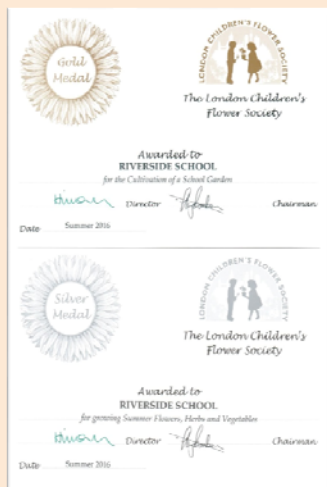 Gold
Medal
LONDON CHILDREN'S FLOWER SOCIETY
The London Children's
Flower Society
Awarded to
RIVERSIDE SCHOOL
for the Cultivation of a School Garden
Director
Chairman
Date Summer 2016
Silver
Medal
LONDON CHILDREN'S FLOWER SOCIETY
The London Children's
Flower Society
Awarded to
RIVERSIDE SCHOOL
for growing Summer Flowers, Herbs and Vegetables
Director
Chairman
Date Summer 2016